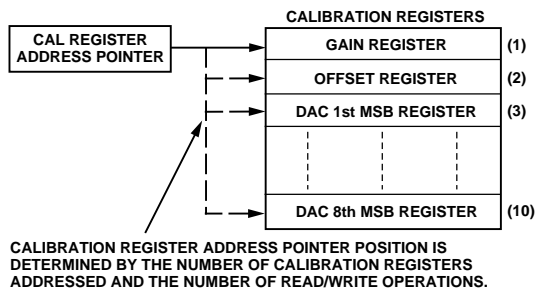 CALIBRATION REGISTERS
CAL REGISTER
ADDRESS POINTER
GAIN REGISTER
(1)
OFFSET REGISTER
(2)
DAC 1st MSB REGISTER
(3)
DAC 8th MSB REGISTER
(10)
CALIBRATION REGISTER ADDRESS POINTER POSITION IS
DETERMINED BY THE NUMBER OF CALIBRATION REGISTERS
ADDRESSED AND THE NUMBER OF READ/WRITE OPERATIONS.